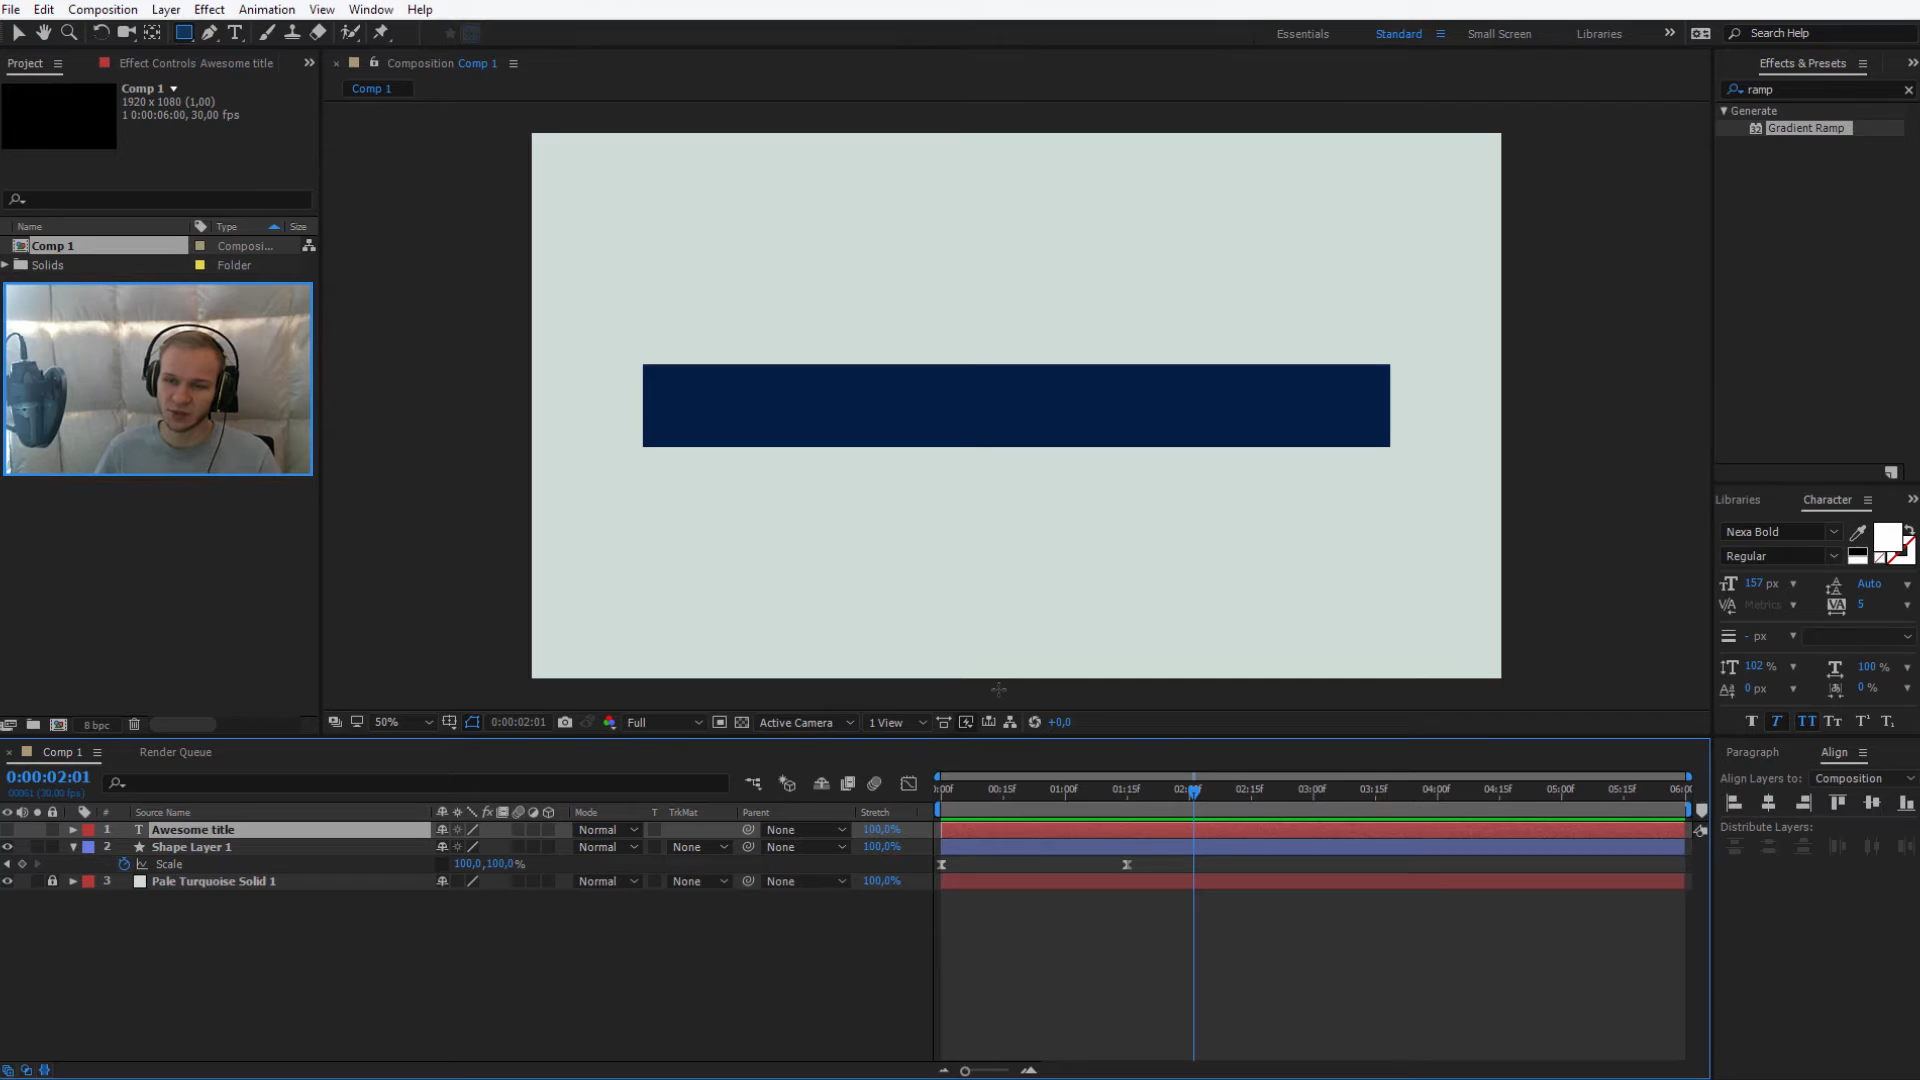 File Edit Composition Layer Effect Animation View Window Help
Essentials Standard Small Screen Libraries Search Help
Project Effect Controls Awesome title
Composition Comp 1
Effects & Presets
Comp 1
1920 x 1080 (1,00)
1 0:00:06:00, 30,00 fps
Comp 1
ramp
Generate
32 Gradient Ramp
Name Type Size
Comp 1 Composi...
Solids Folder
Libraries Character
Nexa Bold
Regular
157 px Auto
Metrics 5
- px
102 % 100 %
0 px 0 %
T T TT Tt T¹ T₁
8 bpc
50% 0:00:02:01 Full Active Camera 1 View +0,0
Comp 1 Render Queue
Paragraph Align
Align Layers to: Composition
Distribute Layers:
0:00:02:01
00061 (30.00 fps)
:00f 00:15f 01:00f 01:15f 02:00f 02:15f 03:00f 03:15f 04:00f 04:15f 05:00f 05:15f 06:00
# Source Name fx Mode T TrkMat Parent Stretch
1 T Awesome title Normal None 100,0%
2 Shape Layer 1 Normal None None 100,0%
Scale 100,0,100,0%
3 Pale Turquoise Solid 1 Normal None None 100,0%